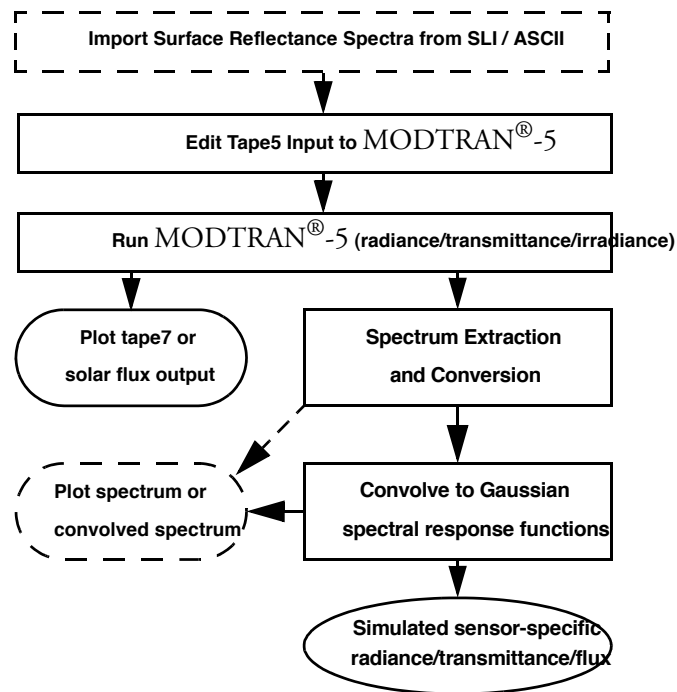 Import Surface Reflectance Spectra from SLI / ASCII
Edit Tape5 Input to MODTRAN®-5
Run MODTRAN®-5 (radiance/transmittance/irradiance)
Plot tape7 or
solar flux output
Spectrum Extraction
and Conversion
Plot spectrum or
convolved spectrum
Convolve to Gaussian
spectral response functions
Simulated sensor-specific
radiance/transmittance/flux